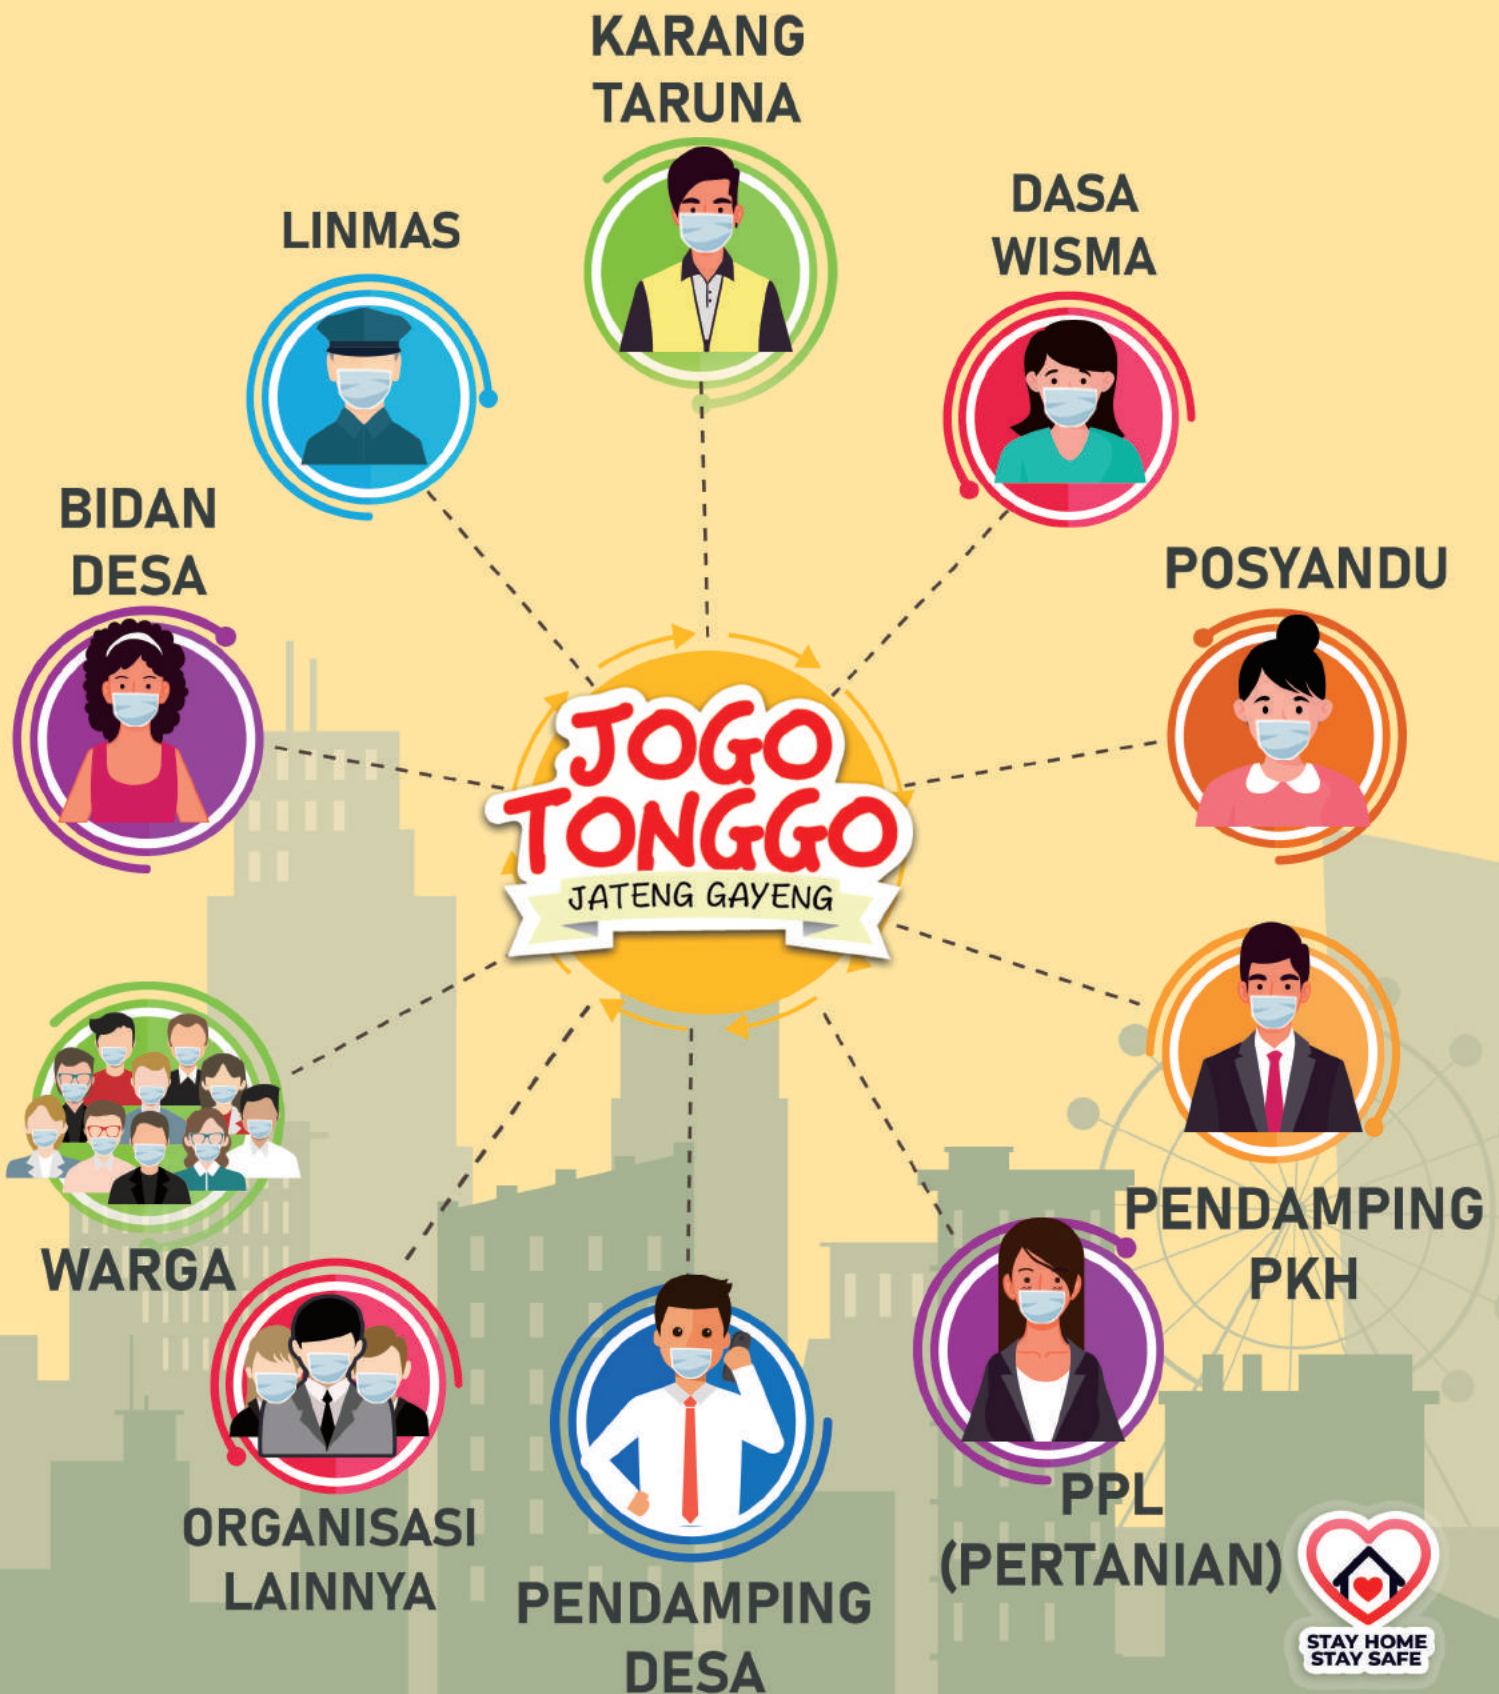 KARANG
TARUNA
LINMAS
DASA
WISMA
BIDAN
DESA
POSYANDU
JOGO
TONGGO
JATENG GAYENG
PENDAMPING
PKH
WARGA
PPL
(PERTANIAN)
ORGANISASI
LAINNYA
PENDAMPING
DESA
STAY HOME
STAY SAFE